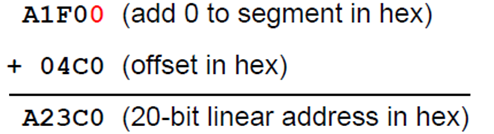 A1F00 (add 0 to segment in hex)
+ 04C0 (offset in hex)
A23C0 (20-bit linear address in hex)